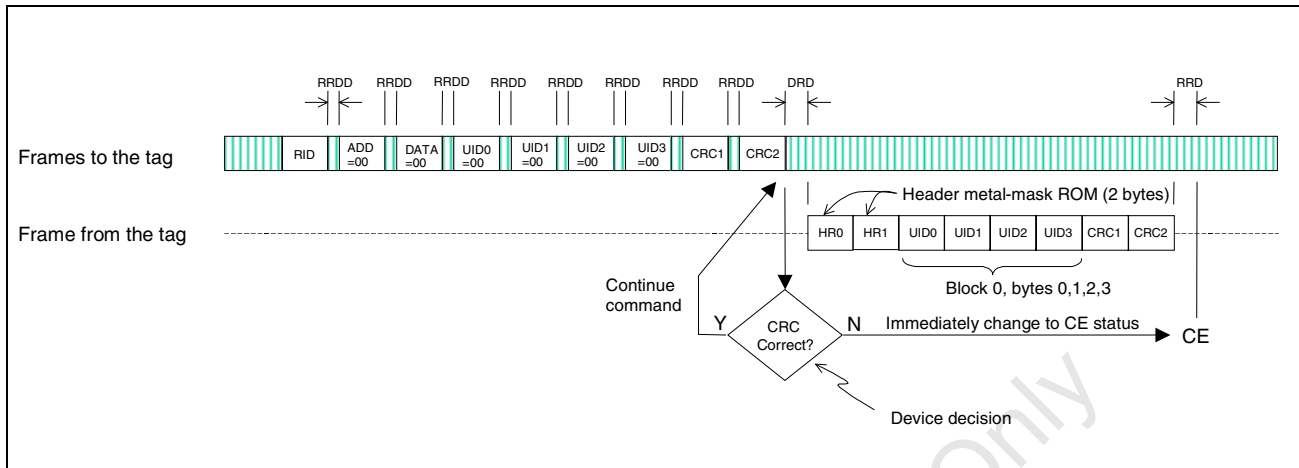 RRDD RRDD RRDD RRDD RRDD RRDD RRDD RRDD DRD RRD
Frames to the tag
RID ADD =00 DATA =00 UID0 =00 UID1 =00 UID2 =00 UID3 =00 CRC1 CRC2
Header metal-mask ROM (2 bytes)
Frame from the tag
HR0 HR1 UID0 UID1 UID2 UID3 CRC1 CRC2
Block 0, bytes 0,1,2,3
Continue
command
Y
CRC
Correct?
N
Immediately change to CE status
CE
Device decision
Only